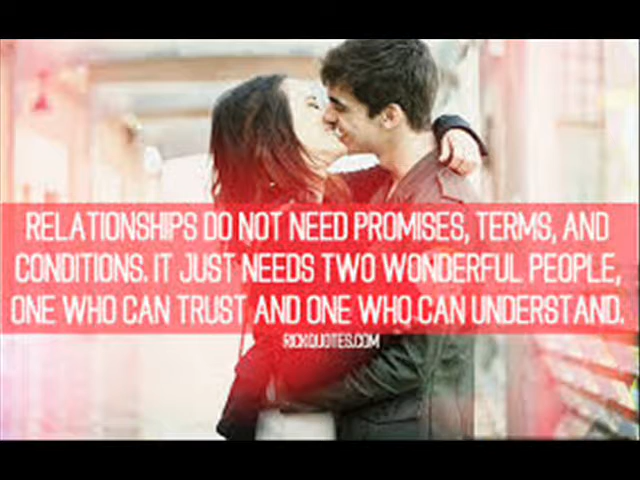 RELATIONSHIPS DO NOT NEED PROMISES, TERMS, AND
CONDITIONS. IT JUST NEEDS TWO WONDERFUL PEOPLE,
ONE WHO CAN TRUST AND ONE WHO CAN UNDERSTAND.
RICKQUOTES.COM